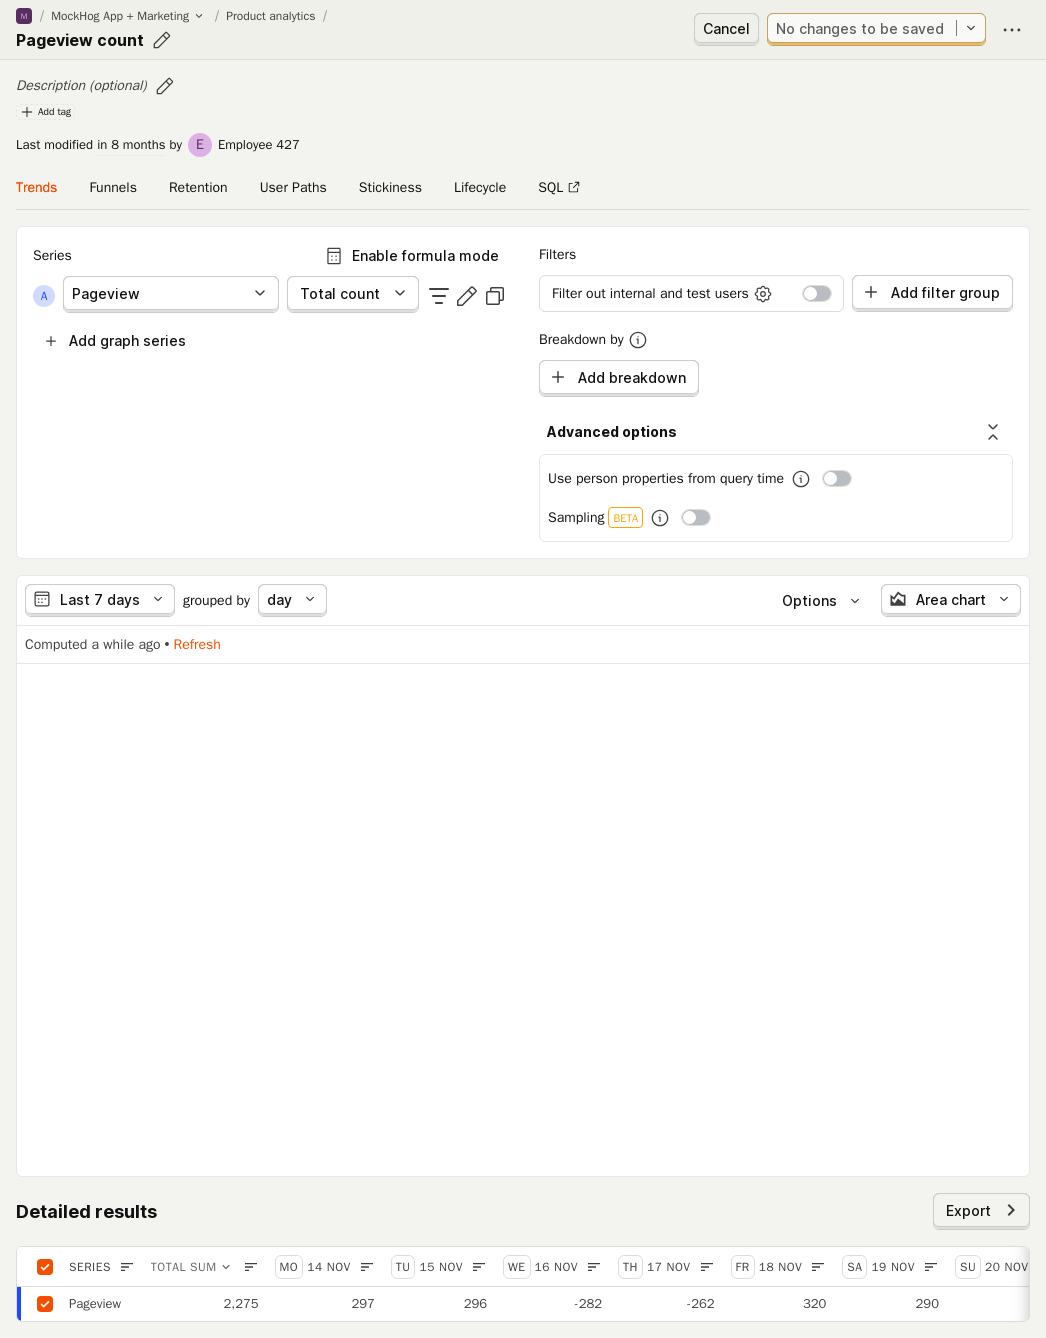 M / MockHog App + Marketing / Product analytics /
Pageview count
Cancel
No changes to be saved
Description (optional)
Add tag
Last modified in 8 months by E Employee 427
Trends Funnels Retention User Paths Stickiness Lifecycle SQL
Series
Enable formula mode
A Pageview Total count
Add graph series
Filters
Filter out internal and test users
Add filter group
Breakdown by
Add breakdown
Advanced options
Use person properties from query time
Sampling BETA
Last 7 days grouped by day Options Area chart
Computed a while ago • Refresh
Detailed results
Export
SERIES TOTAL SUM MO 14 NOV TU 15 NOV WE 16 NOV TH 17 NOV FR 18 NOV SA 19 NOV SU 20 NOV
Pageview 2,275 297 296 -282 -262 320 290